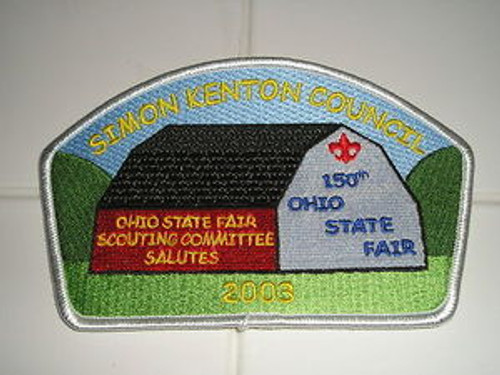 SIMON KENTON COUNCIL
OHIO STATE FAIR
SCOUTING COMMITTEE
SALUTES
150th
OHIO
STATE
FAIR
2003